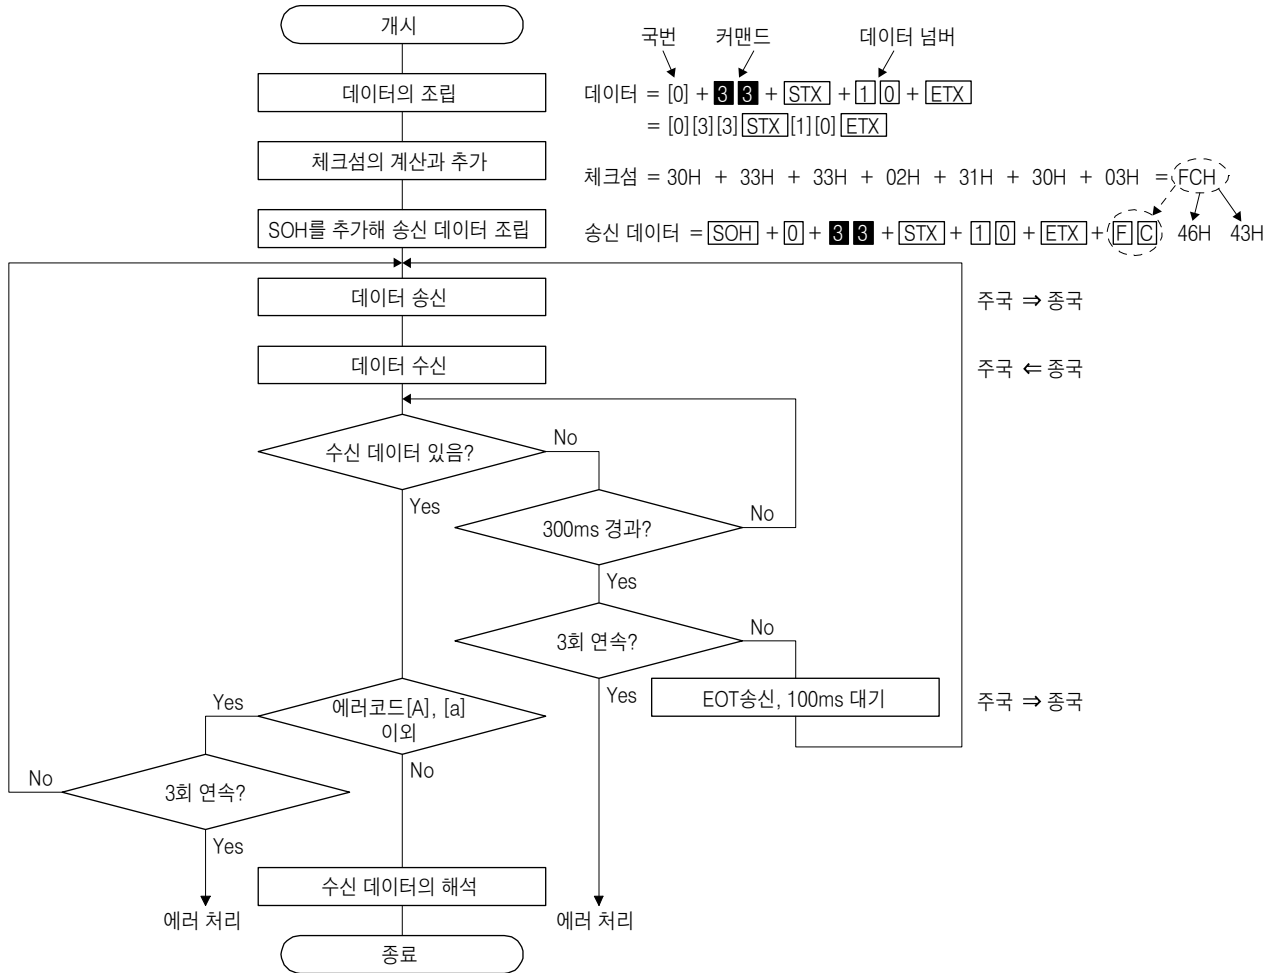 개시
국번 커맨드 데이터 넘버
데이터의 조립
데이터 = [0] + 3 3 + STX + 1 0 + ETX
= [0][3][3] STX [1][0] ETX
체크섬의 계산과 추가
체크섬 = 30H + 33H + 33H + 02H + 31H + 30H + 03H = FCH
SOH를 추가해 송신 데이터 조립
송신 데이터 = SOH + 0 + 3 3 + STX + 1 0 + ETX + F C 46H 43H
데이터 송신
주국 ⇒ 종국
데이터 수신
주국 ⇐ 종국
수신 데이터 있음?
No
Yes
300ms 경과?
No
Yes
3회 연속?
No
Yes
EOT송신, 100ms 대기
주국 ⇒ 종국
에러코드[A], [a]
이외
Yes
No
3회 연속?
No
Yes
수신 데이터의 해석
에러 처리
에러 처리
종료